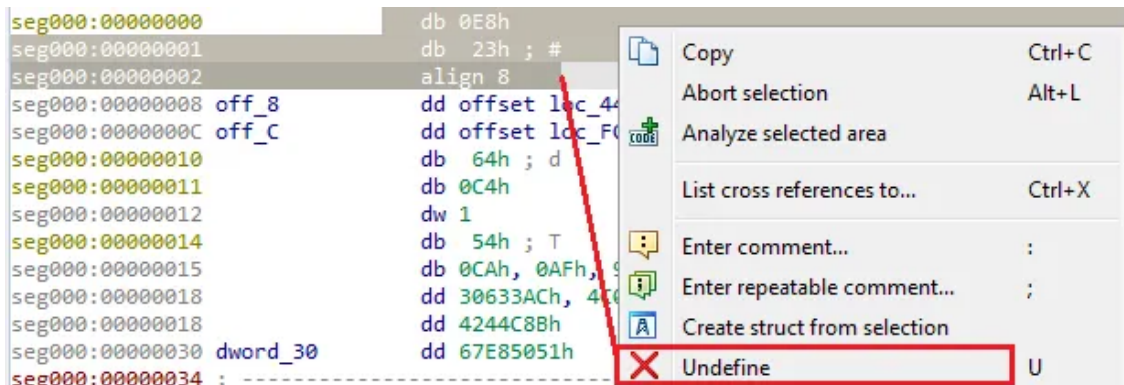 seg000:00000000 db 0E8h
seg000:00000001 db 23h ; #
seg000:00000002 align 8
seg000:00000008 off_8 dd offset loc_44
seg000:0000000C off_C dd offset loc_FC
seg000:00000010 db 64h ; d
seg000:00000011 db 0C4h
seg000:00000012 dw 1
seg000:00000014 db 54h ; T
seg000:00000015 db 0CAh, 0AFh,
seg000:00000018 dd 30633ACh,
seg000:00000018 dd 4244C8Bh
seg000:00000030 dword_30 dd 67E85051h
seg000:00000034 ; ----------------------------------------
Copy Ctrl+C
Abort selection Alt+L
CODE Analyze selected area
List cross references to... Ctrl+X
Enter comment... :
Enter repeatable comment... ;
A Create struct from selection
Undefine U